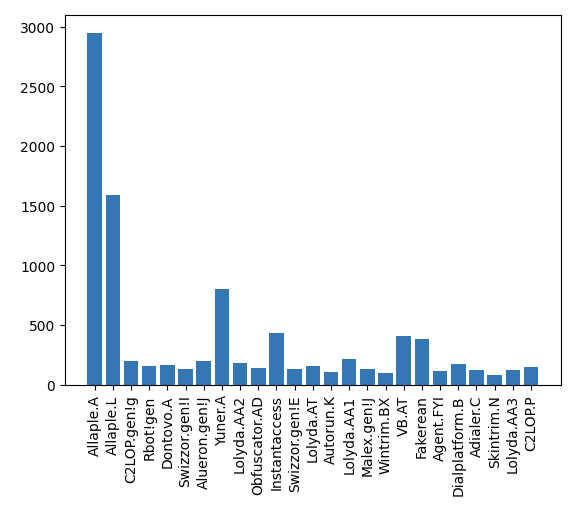 3000
2500
2000
1500
1000
500
0
Allaple.A
Allaple.L
C2LOP.gen!g
Rbot!gen
Dontovo.A
Swizzor.gen!I
Alueron.gen!J
Yuner.A
Lolyda.AA2
Obfuscator.AD
Instantaccess
Swizzor.gen!E
Lolyda.AT
Autorun.K
Lolyda.AA1
Malex.gen!J
Wintrim.BX
VB.AT
Fakerean
Agent.FYI
Dialplatform.B
Adialer.C
Skintrim.N
Lolyda.AA3
C2LOP.P